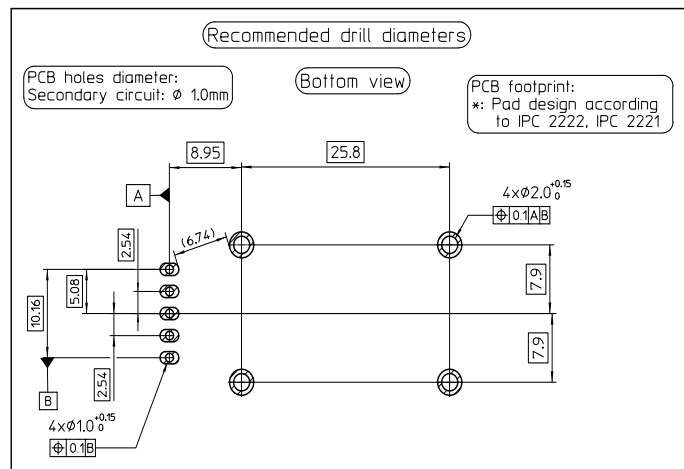 Recommended drill diameters
PCB holes diameter:
Secondary circuit: ϕ 1.0mm
Bottom view
PCB footprint:
*: Pad design according
to IPC 2222, IPC 2221
8.95
25.8
A
4xØ2.0 +0.15 0
⌖ 0.1 A B
(6.74)
2.54
5.08
10.16
7.9
7.9
2.54
B
4xØ1.0 +0.15 0
⌖ 0.1 B